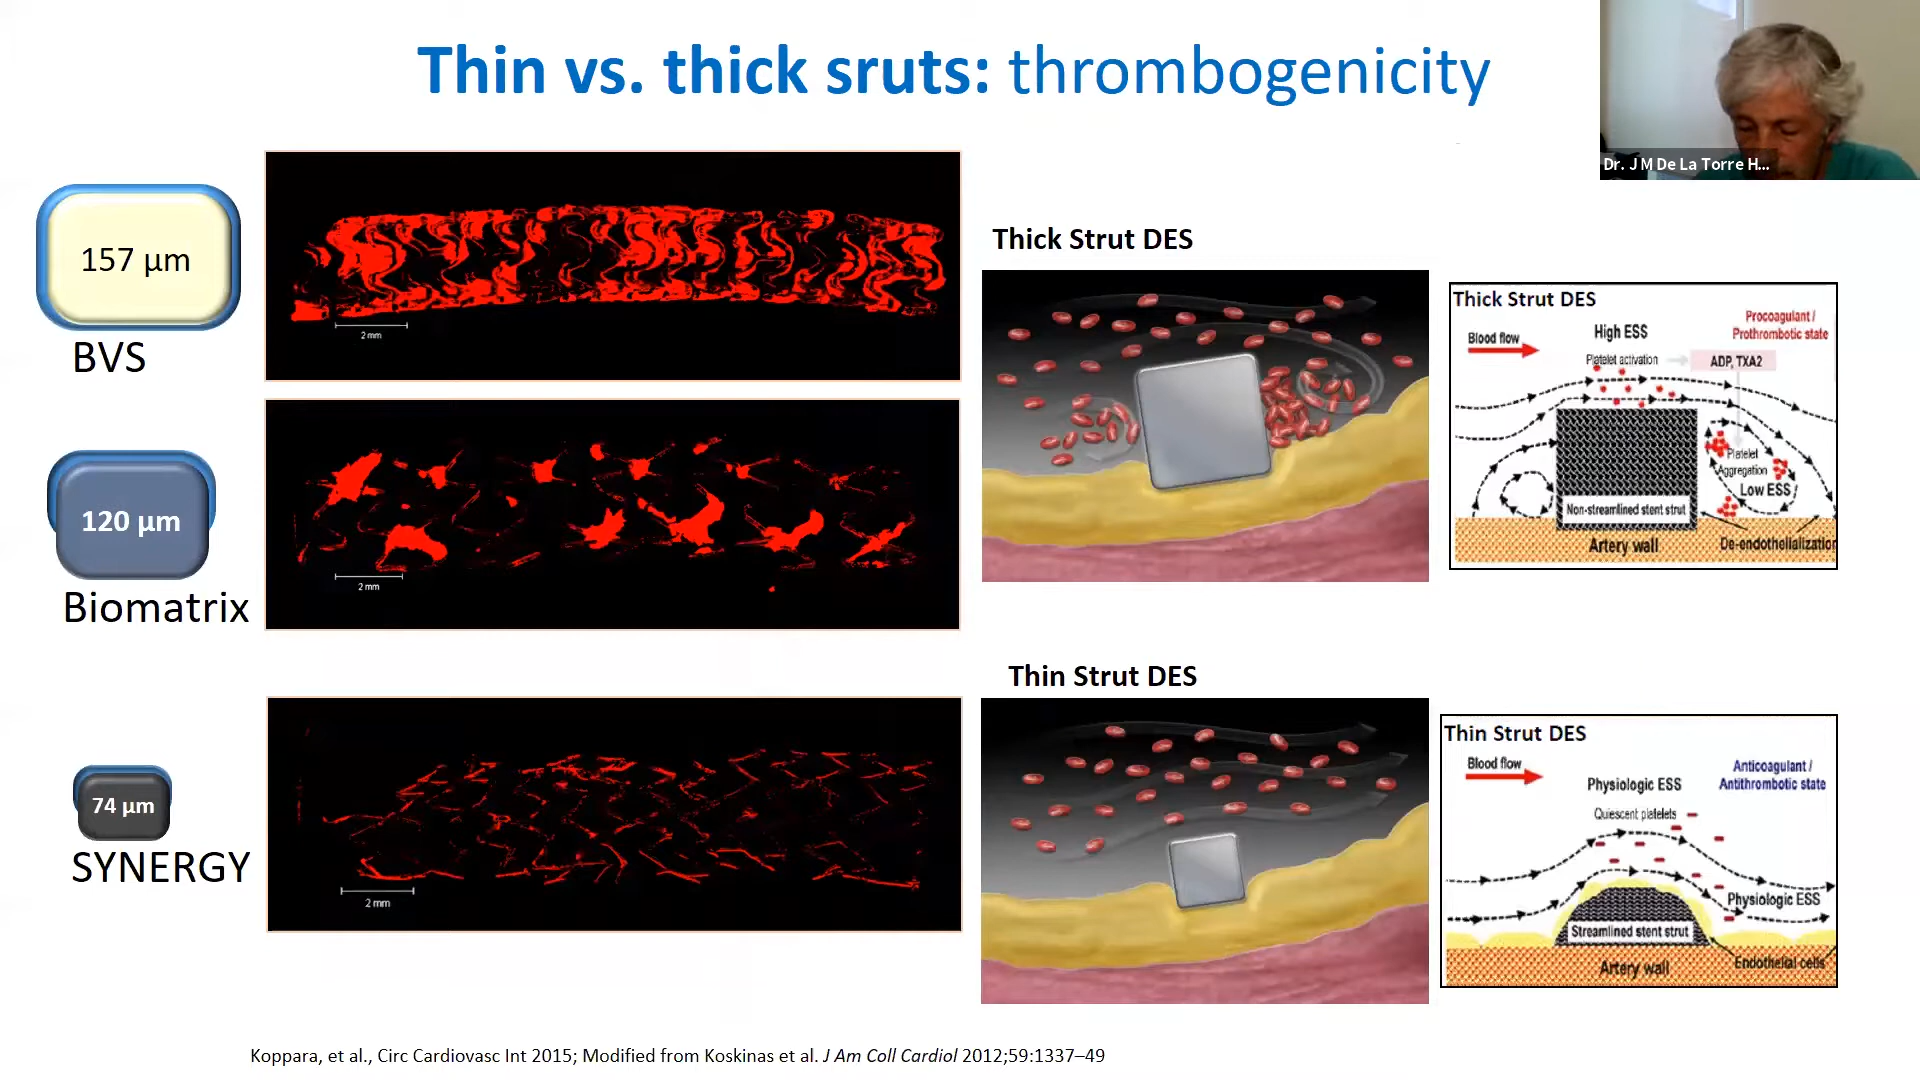 Thin vs. thick sruts: thrombogenicity
Dr. J M De La Torre H...
157 µm
BVS
2 mm
120 µm
Biomatrix
2 mm
74 µm
SYNERGY
2 mm
Thick Strut DES
Thick Strut DES
Blood flow
High ESS
Procoagulant /
Prothrombotic state
Platelet activation
ADP, TXA2
Platelet
Aggregation
Low ESS
Non-streamlined stent strut
Artery wall
De-endothelialization
Thin Strut DES
Thin Strut DES
Blood flow
Physiologic ESS
Anticoagulant /
Antithrombotic state
Quiescent platelets
Physiologic ESS
Streamlined stent strut
Artery wall
Endothelial cells
Koppara, et al., Circ Cardiovasc Int 2015; Modified from Koskinas et al. J Am Coll Cardiol 2012;59:1337–49